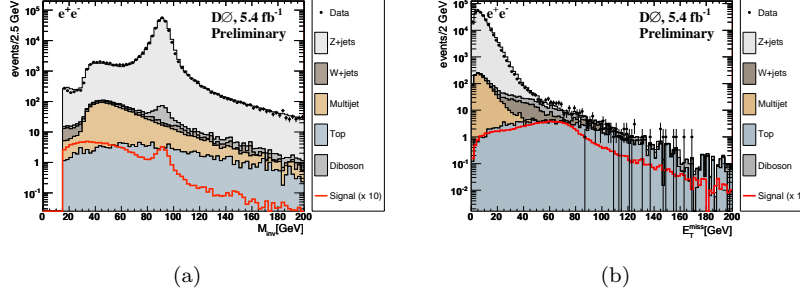 e⁺e⁻
DØ, 5.4 fb⁻¹
Preliminary
events/2.5 GeV
10⁵
10⁴
10³
10²
10
1
10⁻¹
0 20 40 60 80 100 120 140 160 180 200
M_inv [GeV]
Data
Z+jets
W+jets
Multijet
Top
Diboson
Signal (x 10)
(a)
e⁺e⁻
DØ, 5.4 fb⁻¹
Preliminary
events/2 GeV
10⁵
10⁴
10³
10²
10
1
10⁻¹
10⁻²
0 20 40 60 80 100 120 140 160 180 200
E_T^miss [GeV]
Data
Z+jets
W+jets
Multijet
Top
Diboson
Signal (x 1
(b)